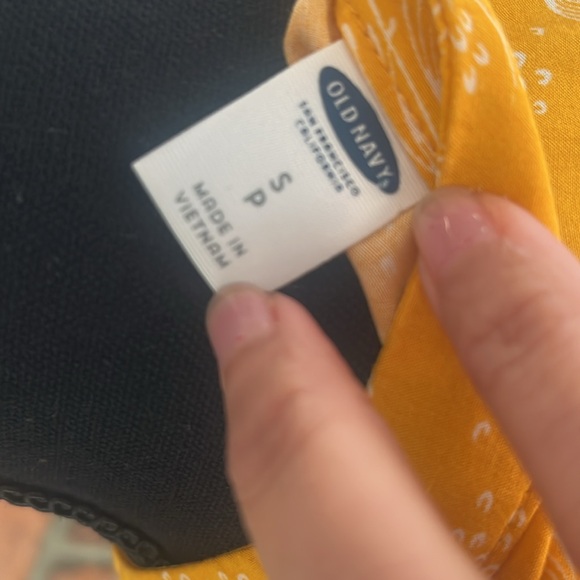 OLD NAVY
SAN FRANCISCO
CALIFORNIA
S
P
MADE IN
VIETNAM